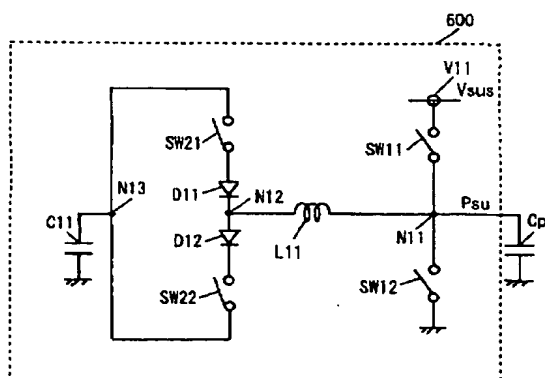 600
V11
Vsus
SW21
SW11
D11
N12
N13
Psu
C11
Cp
D12
L11
N11
SW22
SW12